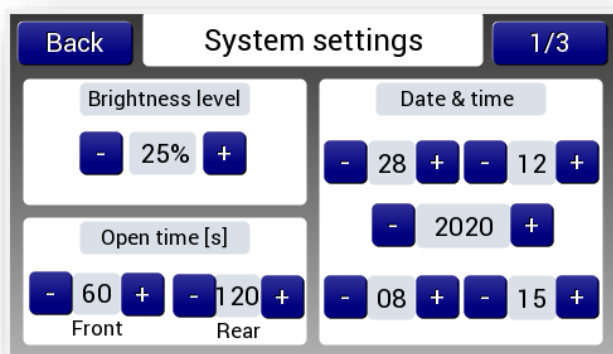 Back System settings 1/3
Brightness level
- 25% +
Open time [s]
- 60 + - 120 +
Front Rear
Date & time
- 28 + - 12 +
- 2020 +
- 08 + - 15 +